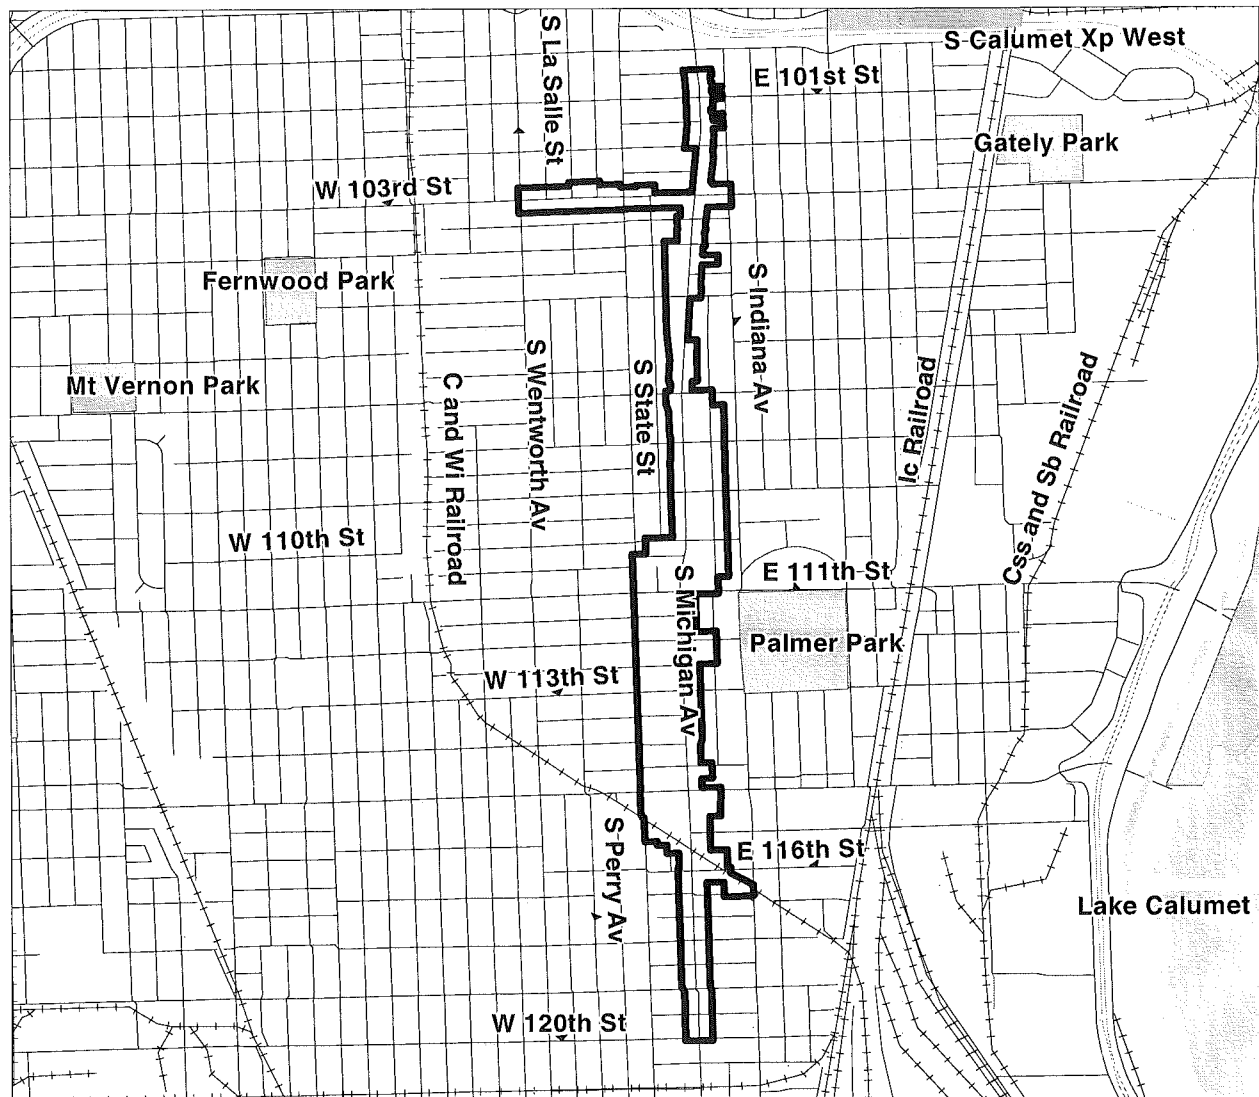 S La Salle St
S Calumet Xp West
E 101st St
Gately Park
W 103rd St
Fernwood Park
S Indiana Av
Mt Vernon Park
S Wentworth Av
S State St
C and Wi Railroad
Ic Railroad
Css and Sb Railroad
W 110th St
E 111th St
S Michigan Av
Palmer Park
W 113th St
S Perry Av
E 116th St
Lake Calumet
W 120th St